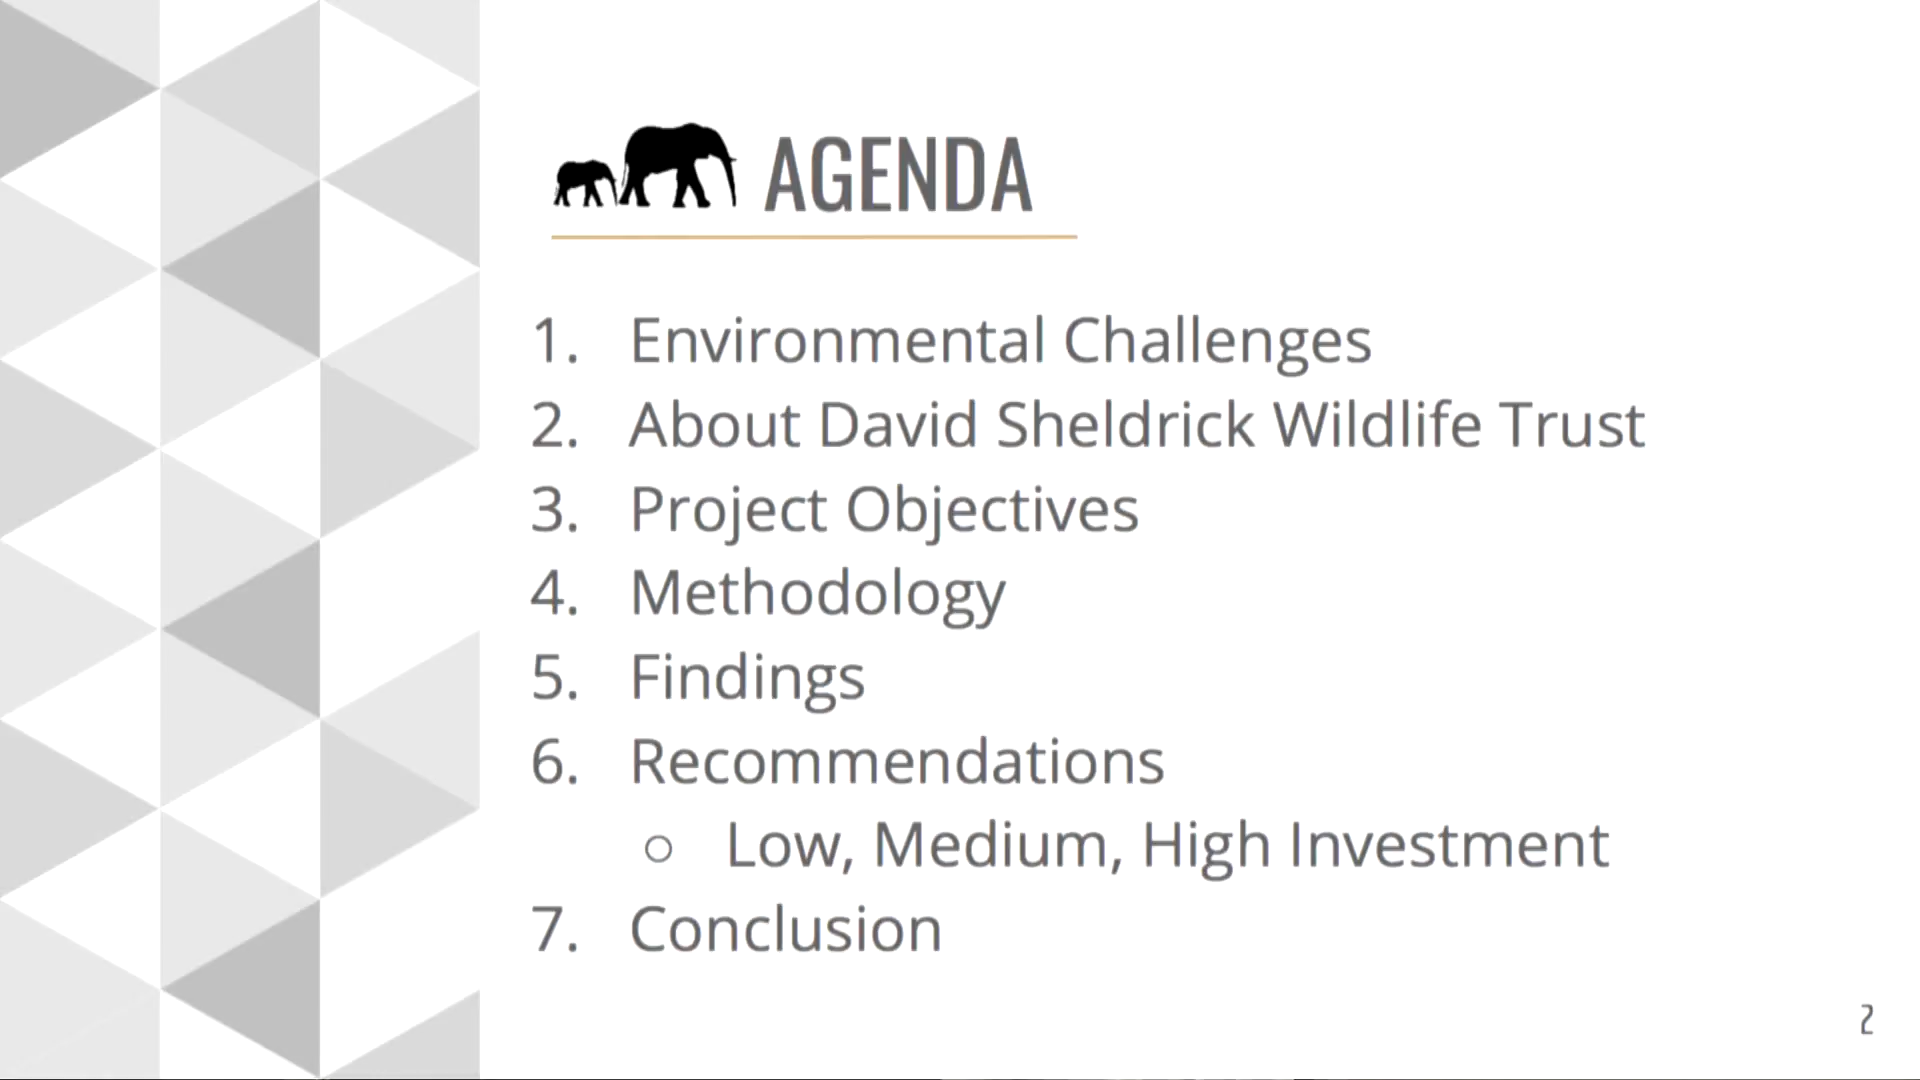 AGENDA
1. Environmental Challenges
2. About David Sheldrick Wildlife Trust
3. Project Objectives
4. Methodology
5. Findings
6. Recommendations
○ Low, Medium, High Investment
7. Conclusion
2